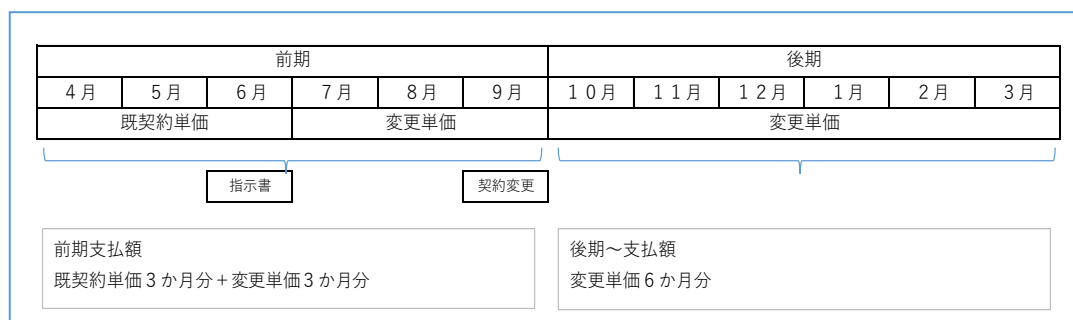 前期 後期
４月 ５月 ６月 ７月 ８月 ９月 １０月 １１月 １２月 １月 ２月 ３月
既契約単価 変更単価 変更単価
指示書 契約変更
前期支払額
既契約単価３か月分＋変更単価３か月分
後期～支払額
変更単価６か月分